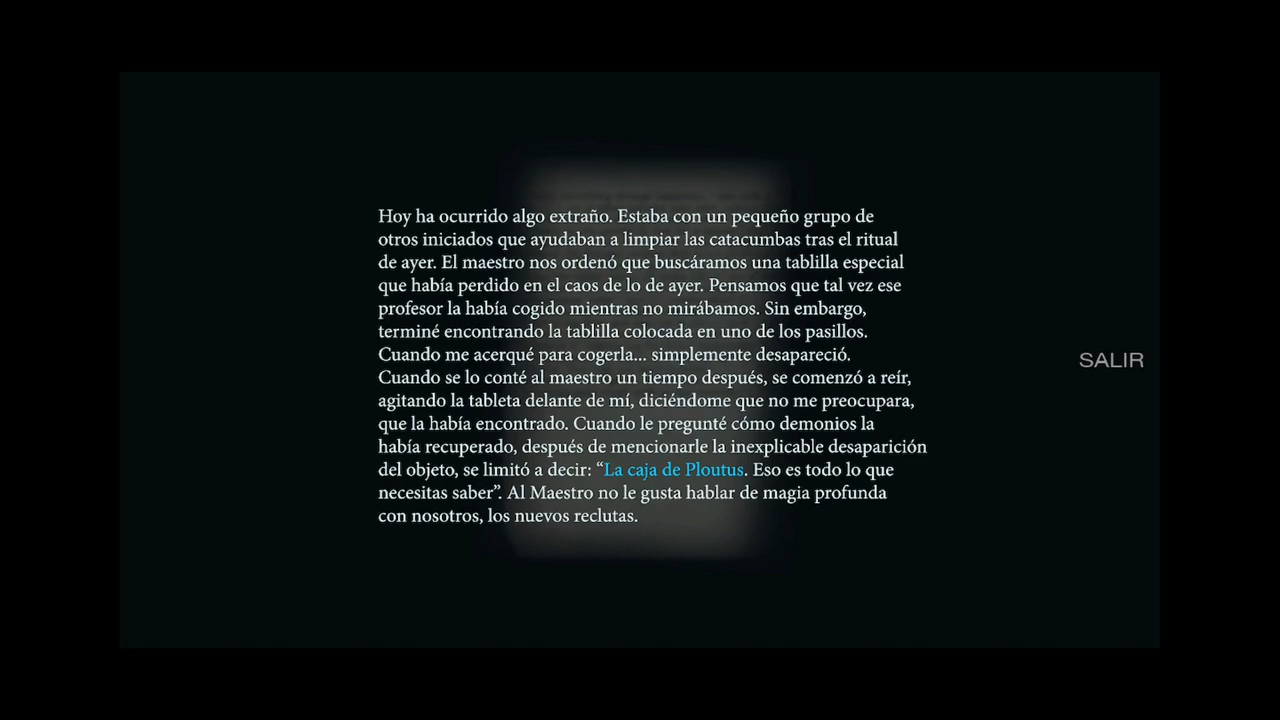 Hoy ha ocurrido algo extraño. Estaba con un pequeño grupo de
otros iniciados que ayudaban a limpiar las catacumbas tras el ritual
de ayer. El maestro nos ordenó que buscáramos una tablilla especial
que había perdido en el caos de lo de ayer. Pensamos que tal vez ese
profesor la había cogido mientras no mirábamos. Sin embargo,
terminé encontrando la tablilla colocada en uno de los pasillos.
Cuando me acerqué para cogerla... simplemente desapareció.
Cuando se lo conté al maestro un tiempo después, se comenzó a reír,
agitando la tableta delante de mí, diciéndome que no me preocupara,
que la había encontrado. Cuando le pregunté cómo demonios la
había recuperado, después de mencionarle la inexplicable desaparición
del objeto, se limitó a decir: “La caja de Ploutus. Eso es todo lo que
necesitas saber”. Al Maestro no le gusta hablar de magia profunda
con nosotros, los nuevos reclutas.
SALIR